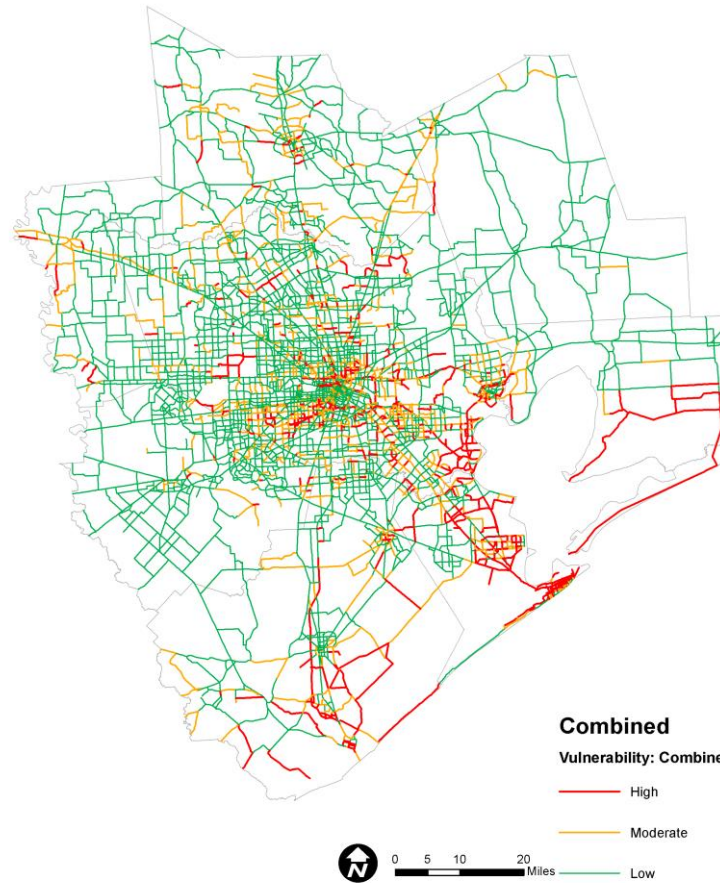 Combined
Vulnerability: Combine
High
Moderate
Low
N
0 5 10 20
Miles